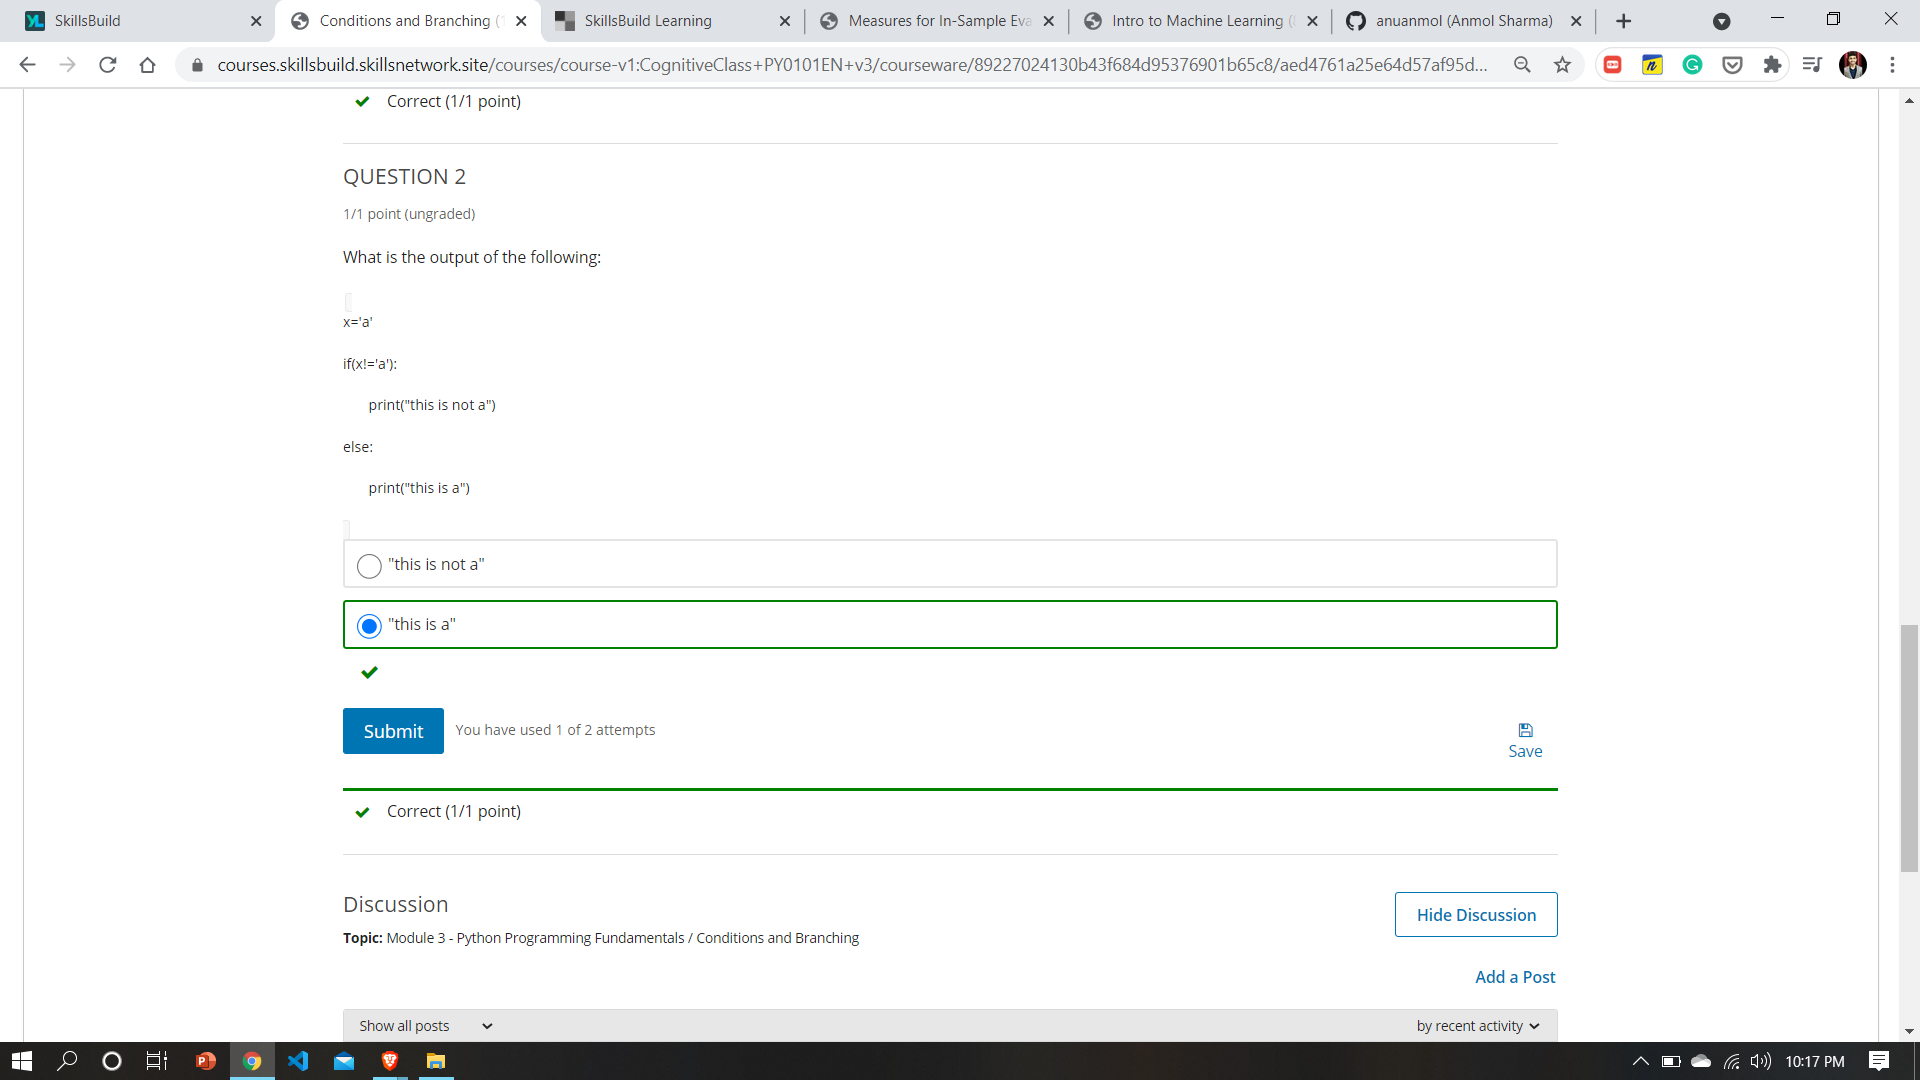 SkillsBuild
Conditions and Branching (
SkillsBuild Learning
Measures for In-Sample Eva
Intro to Machine Learning (
anuanmol (Anmol Sharma)
courses.skillsbuild.skillsnetwork.site/courses/course-v1:CognitiveClass+PY0101EN+v3/courseware/89227024130b43f684d95376901b65c8/aed4761a25e64d57af95d...
Correct (1/1 point)
QUESTION 2
1/1 point (ungraded)
What is the output of the following:
x='a'
if(x!='a'):
print("this is not a")
else:
print("this is a")
"this is not a"
"this is a"
Submit
You have used 1 of 2 attempts
Save
Correct (1/1 point)
Discussion
Hide Discussion
Topic: Module 3 - Python Programming Fundamentals / Conditions and Branching
Add a Post
Show all posts
by recent activity
10:17 PM